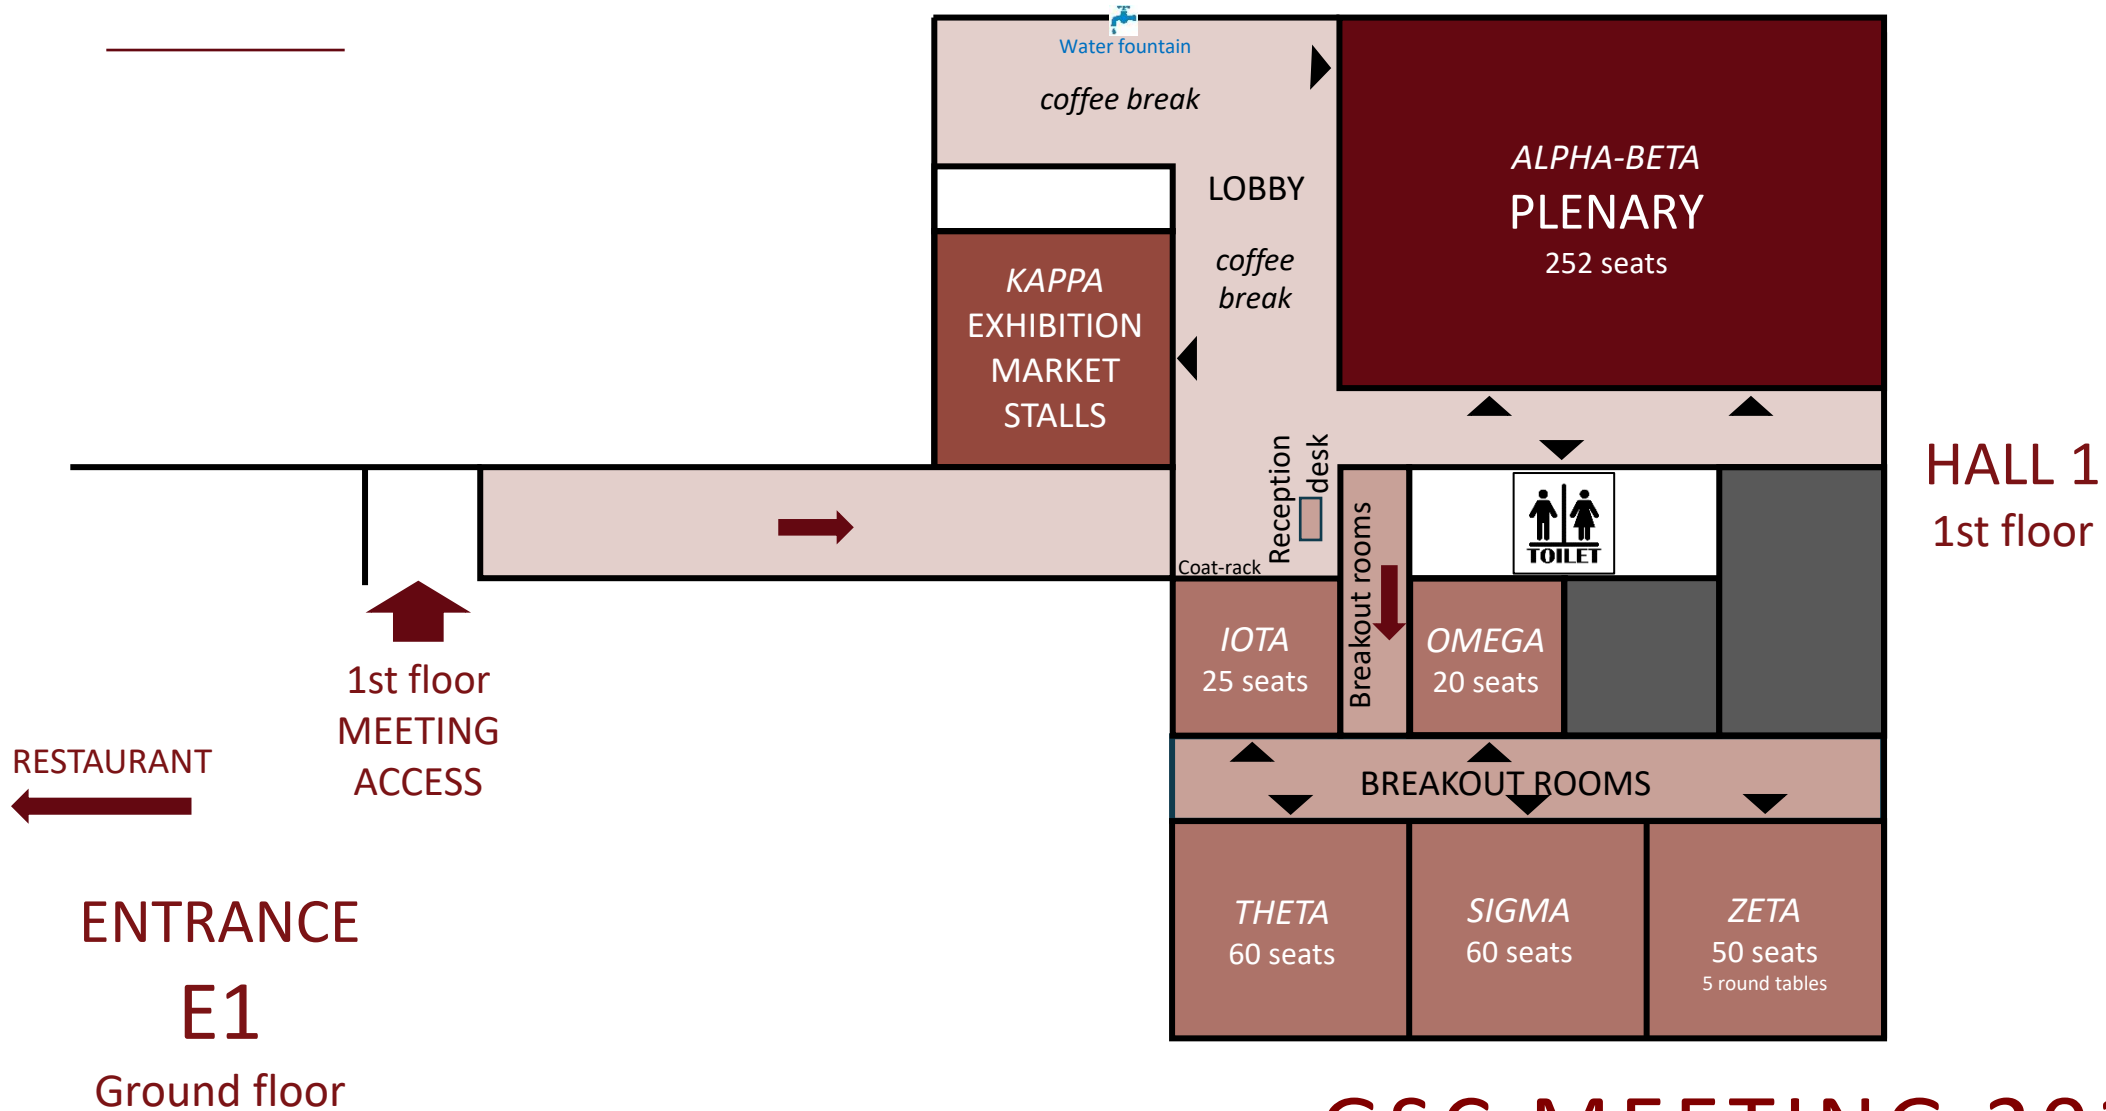 Water fountain
coffee break
ALPHA-BETA
PLENARY
252 seats
LOBBY
coffee
break
KAPPA
EXHIBITION
MARKET
STALLS
Reception
desk
HALL 1
1st floor
TOILET
Coat-rack
Breakout rooms
IOTA
25 seats
OMEGA
20 seats
1st floor
MEETING
ACCESS
RESTAURANT
BREAKOUT ROOMS
THETA
60 seats
SIGMA
60 seats
ZETA
50 seats
5 round tables
ENTRANCE
E1
Ground floor
MEETING